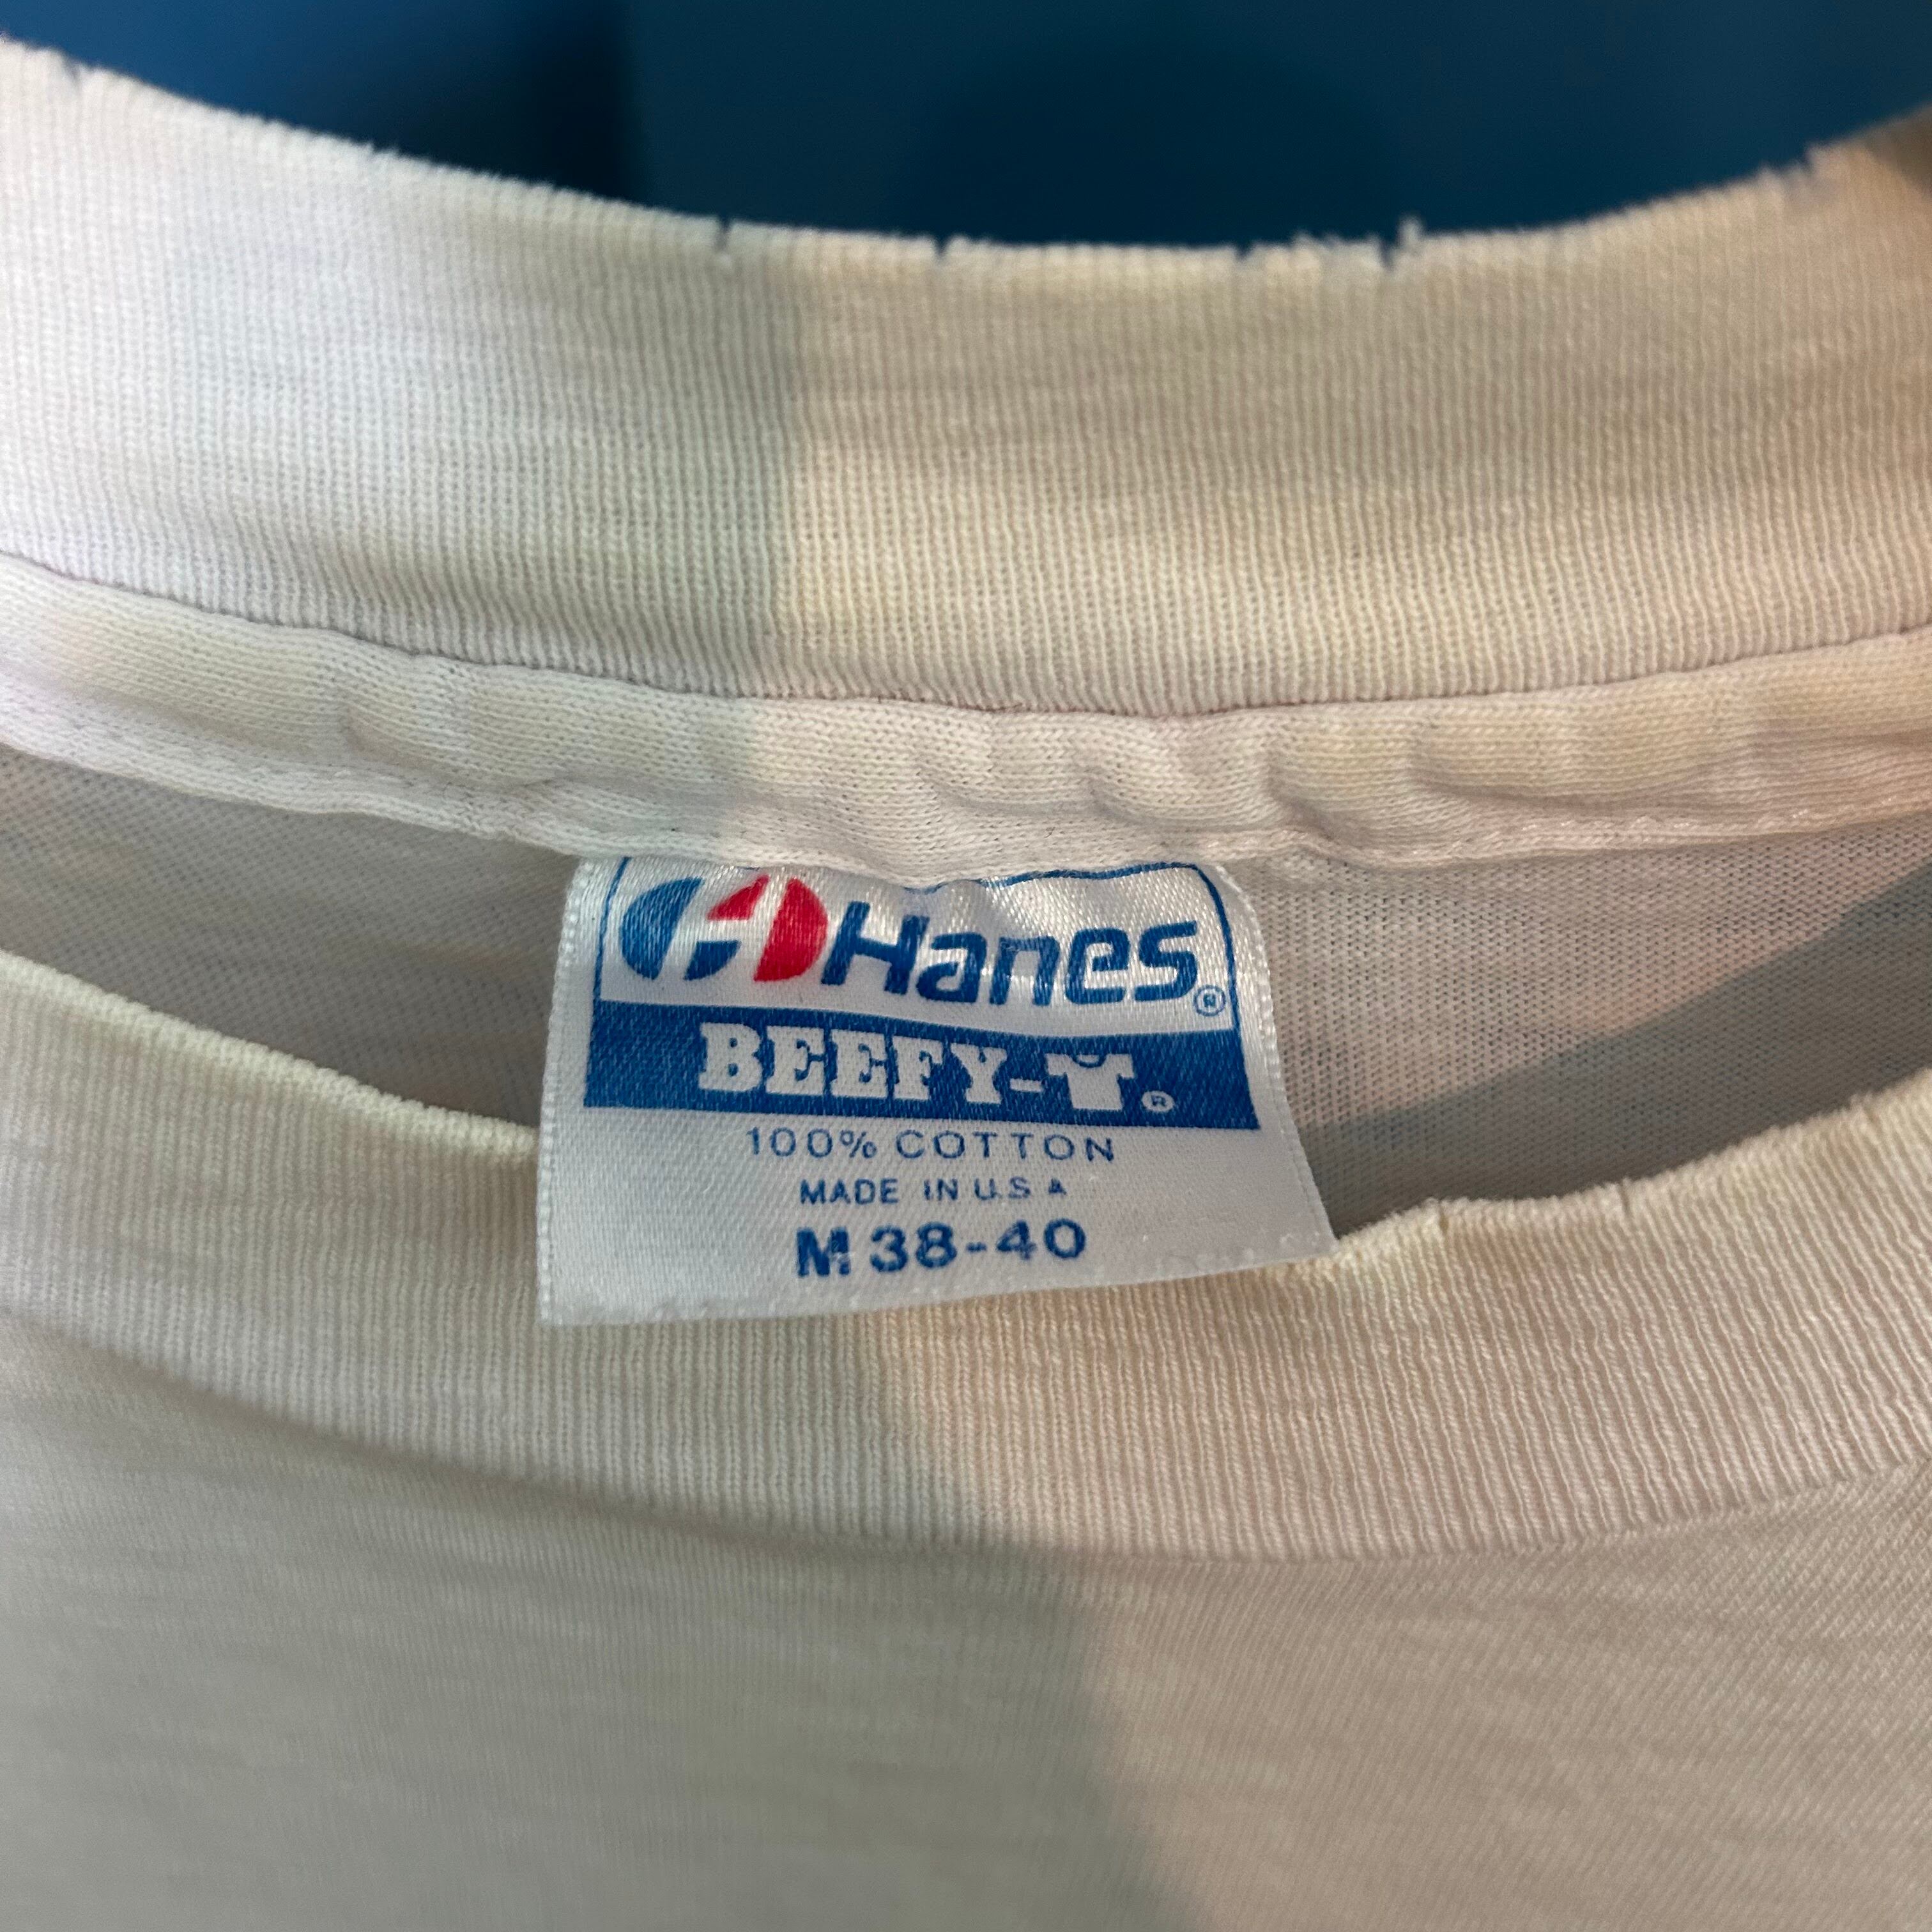 Hanes®
BEEFY-T®
100% COTTON
MADE IN U.S.A
M 38-40